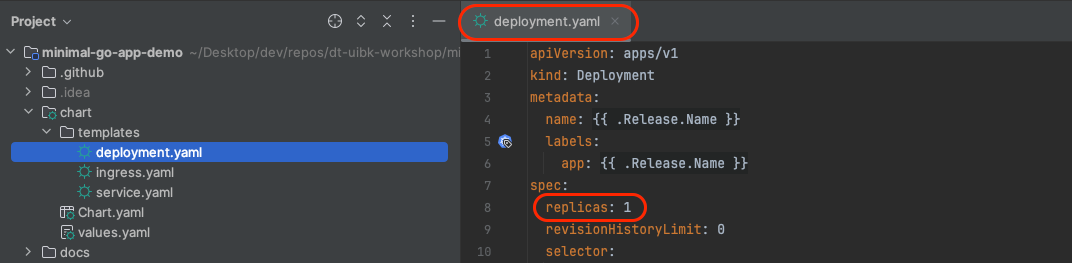 Project
minimal-go-app-demo ~/Desktop/dev/repos/dt-uibk-workshop/mi
.github
.idea
chart
templates
deployment.yaml
ingress.yaml
service.yaml
Chart.yaml
values.yaml
docs
deployment.yaml
1 apiVersion: apps/v1
2 kind: Deployment
3 metadata:
4 name: {{ .Release.Name }}
5 labels:
6 app: {{ .Release.Name }}
7 spec:
8 replicas: 1
9 revisionHistoryLimit: 0
10 selector: